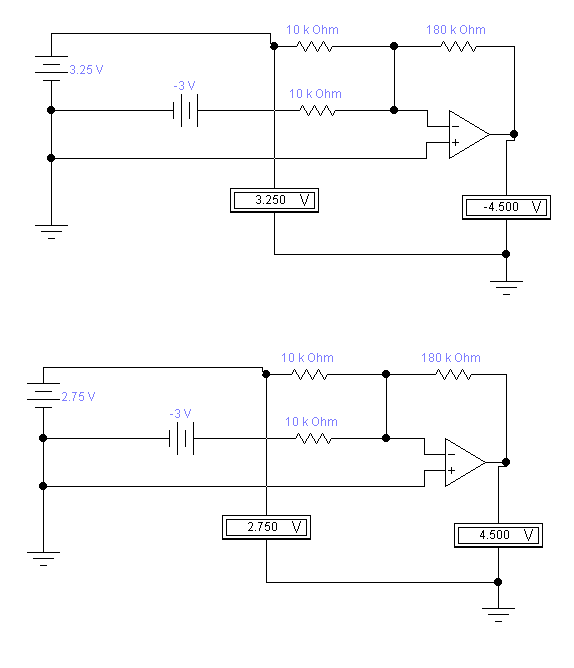 10 k Ohm
180 k Ohm
3.25 V
-3 V
10 k Ohm
−
+
3.250 V
-4.500 V
10 k Ohm
180 k Ohm
2.75 V
-3 V
10 k Ohm
−
+
2.750 V
4.500 V